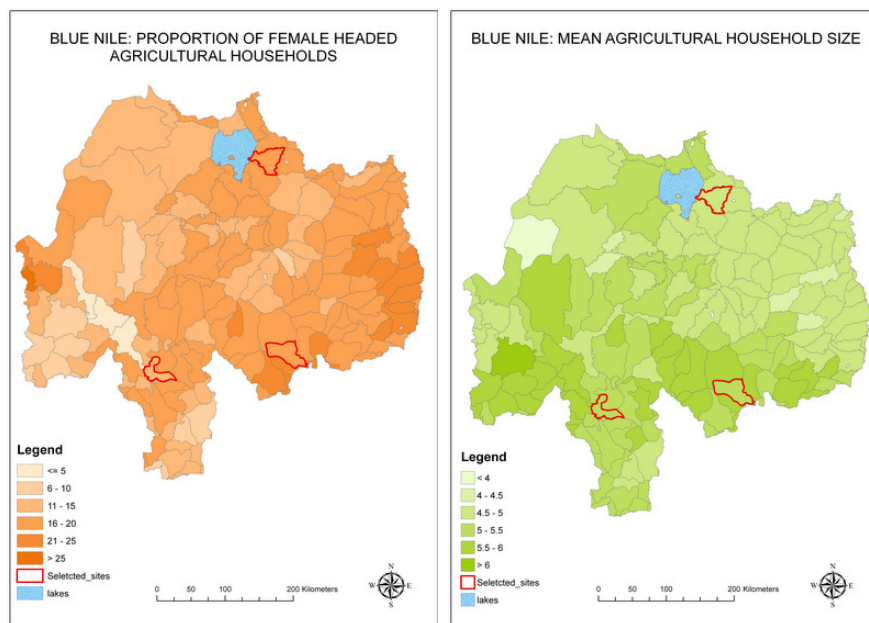 BLUE NILE: PROPORTION OF FEMALE HEADED
AGRICULTURAL HOUSEHOLDS
Legend
<= 5
6 - 10
11 - 15
16 - 20
21 - 25
> 25
Seletcted_sites
lakes
0 50 100 200 Kilometers
N
W E
S
BLUE NILE: MEAN AGRICULTURAL HOUSEHOLD SIZE
Legend
< 4
4 - 4.5
4.5 - 5
5 - 5.5
5.5 - 6
> 6
Seletcted_sites
lakes
0 50 100 200 Kilometers
N
W E
S